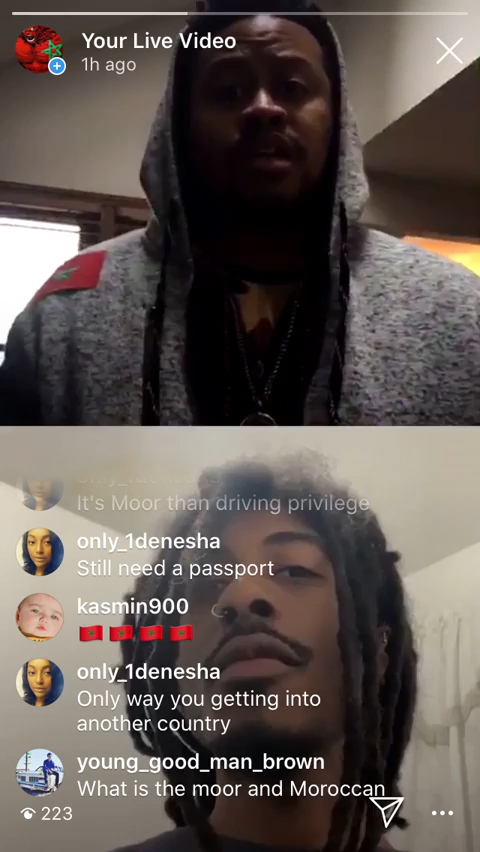 Your Live Video
1h ago
It's Moor than driving privilege
only_1denesha
Still need a passport
kasmin900
🇲🇦 🇲🇦 🇲🇦 🇲🇦
only_1denesha
Only way you getting into
another country
young_good_man_brown
What is the moor and Moroccan
223